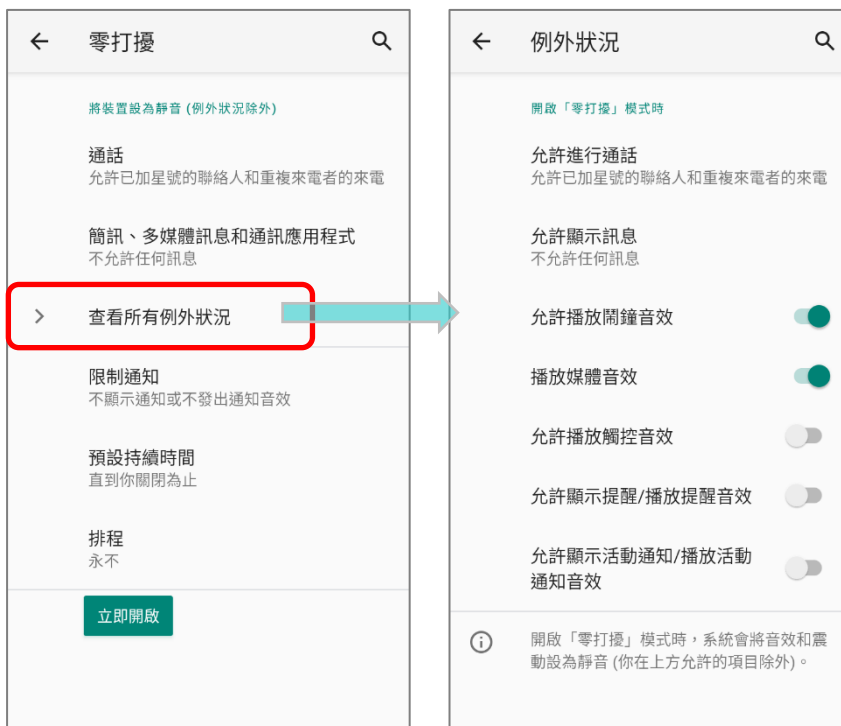 零打擾
將裝置設為靜音 (例外狀況除外)
通話
允許已加星號的聯絡人和重複來電者的來電
簡訊、多媒體訊息和通訊應用程式
不允許任何訊息
查看所有例外狀況
限制通知
不顯示通知或不發出通知音效
預設持續時間
直到你關閉為止
排程
永不
立即開啟
例外狀況
開啟「零打擾」模式時
允許進行通話
允許已加星號的聯絡人和重複來電者的來電
允許顯示訊息
不允許任何訊息
允許播放鬧鐘音效
播放媒體音效
允許播放觸控音效
允許顯示提醒/播放提醒音效
允許顯示活動通知/播放活動
通知音效
開啟「零打擾」模式時，系統會將音效和震
動設為靜音 (你在上方允許的項目除外)。